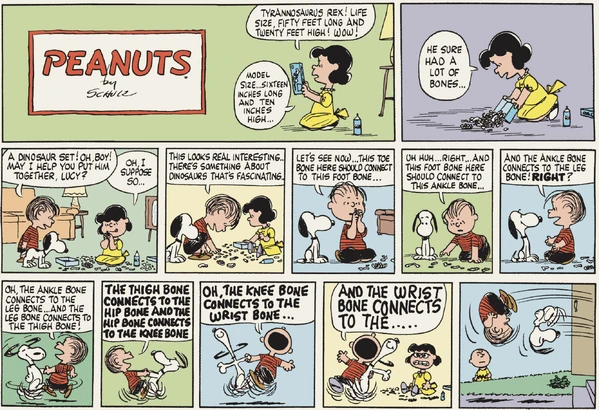 PEANUTS
by
SCHULZ
TYRANNOSAURUS REX! LIFE
SIZE, FIFTY FEET LONG AND
TWENTY FEET HIGH! WOW!
MODEL
SIZE...SIXTEEN
INCHES LONG
AND TEN
INCHES
HIGH...
HE SURE
HAD A
LOT OF
BONES...
A DINOSAUR SET! OH, BOY!
MAY I HELP YOU PUT HIM
TOGETHER, LUCY?
OH, I
SUPPOSE
SO...
THIS LOOKS REAL INTERESTING..
THERE'S SOMETHING ABOUT
DINOSAURS THAT'S FASCINATING..
LET'S SEE NOW...THIS TOE
BONE HERE SHOULD CONNECT
TO THIS FOOT BONE...
UH HUH...RIGHT...AND
THIS FOOT BONE HERE
SHOULD CONNECT TO
THIS ANKLE BONE...
AND THE ANKLE BONE
CONNECTS TO THE LEG
BONE! RIGHT?
OH, THE ANKLE BONE
CONNECTS TO THE
LEG BONE...AND THE
LEG BONE CONNECTS TO
THE THIGH BONE!
THE THIGH BONE
CONNECTS TO THE
HIP BONE AND THE
HIP BONE CONNECTS
TO THE KNEE BONE
OH, THE KNEE BONE
CONNECTS TO THE
WRIST BONE...
AND THE WRIST
BONE CONNECTS
TO THE.....